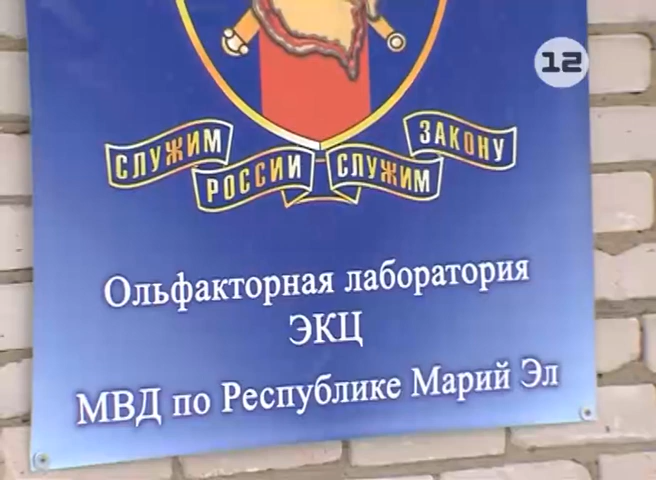 12
СЛУЖИМ РОССИИ СЛУЖИМ ЗАКОНУ
Ольфакторная лаборатория
ЭКЦ
МВД по Республике Марий Эл